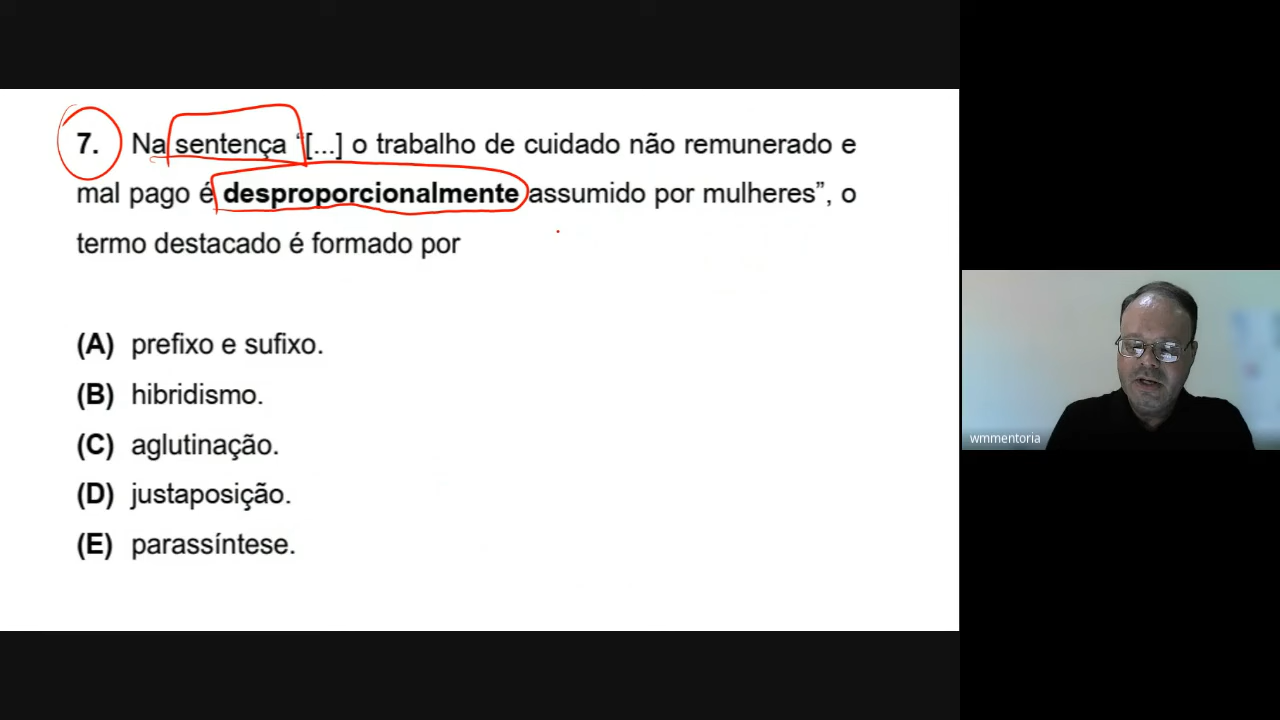 7. Na sentença “[...] o trabalho de cuidado não remunerado e
mal pago é desproporcionalmente assumido por mulheres”, o
termo destacado é formado por
(A) prefixo e sufixo.
(B) hibridismo.
(C) aglutinação.
(D) justaposição.
(E) parassíntese.
wmmentoria